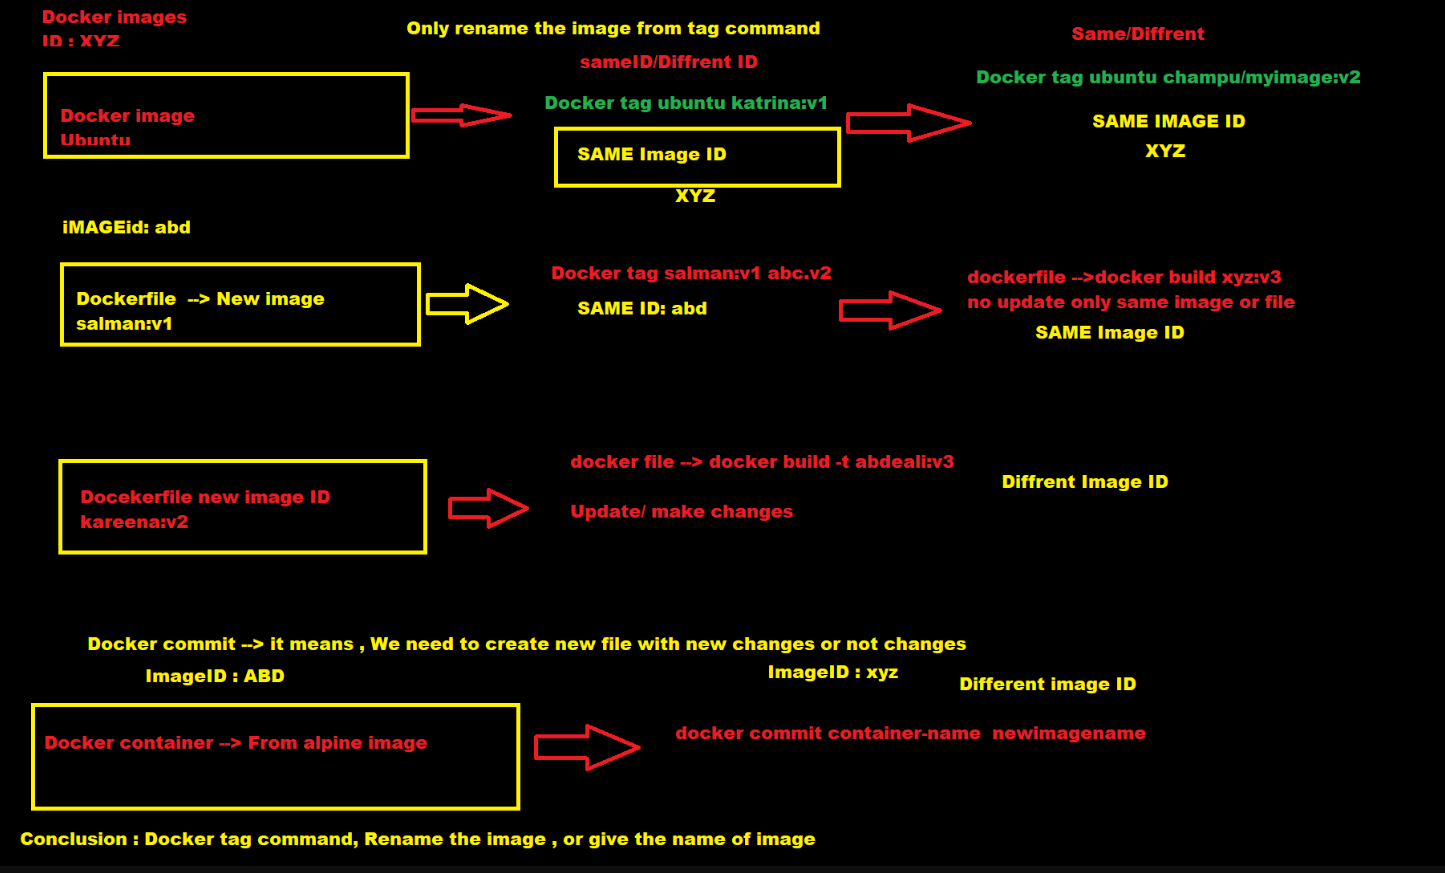 Docker images
ID : XYZ
Only rename the image from tag command
sameID/Diffrent ID
Same/Diffrent
Docker image
Ubuntu
Docker tag ubuntu katrina:v1
SAME Image ID
XYZ
Docker tag ubuntu champu/myimage:v2
SAME IMAGE ID
XYZ
iMAGEid: abd
Dockerfile --> New image
salman:v1
Docker tag salman:v1 abc.v2
SAME ID: abd
dockerfile -->docker build xyz:v3
no update only same image or file
SAME Image ID
Docekerfile new image ID
kareena:v2
docker file --> docker build -t abdeali:v3
Update/ make changes
Diffrent Image ID
Docker commit --> it means , We need to create new file with new changes or not changes
ImageID : ABD
ImageID : xyz
Different image ID
Docker container --> From alpine image
docker commit container-name newimagename
Conclusion : Docker tag command, Rename the image , or give the name of image